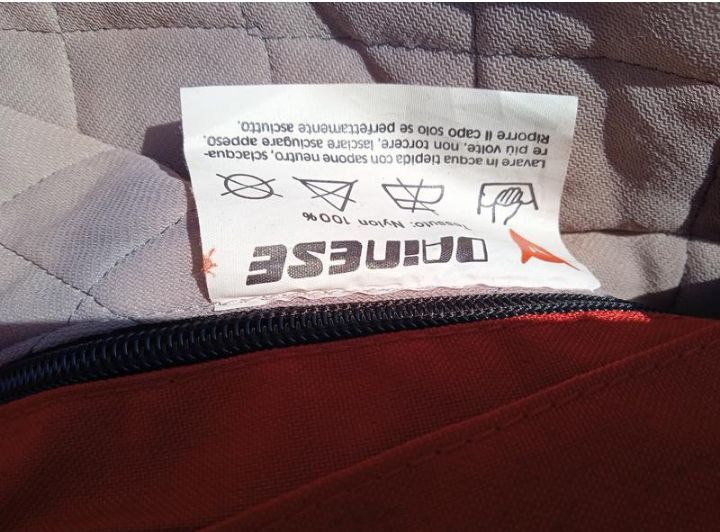 DAINESE
Tessuto: Nylon 100%
Lavare in acqua tepida con sapone neutro, sciacqua-
re più volte, non torcere, lasciare asciugare appeso.
Riporre il capo solo se perfettamente asciutto.